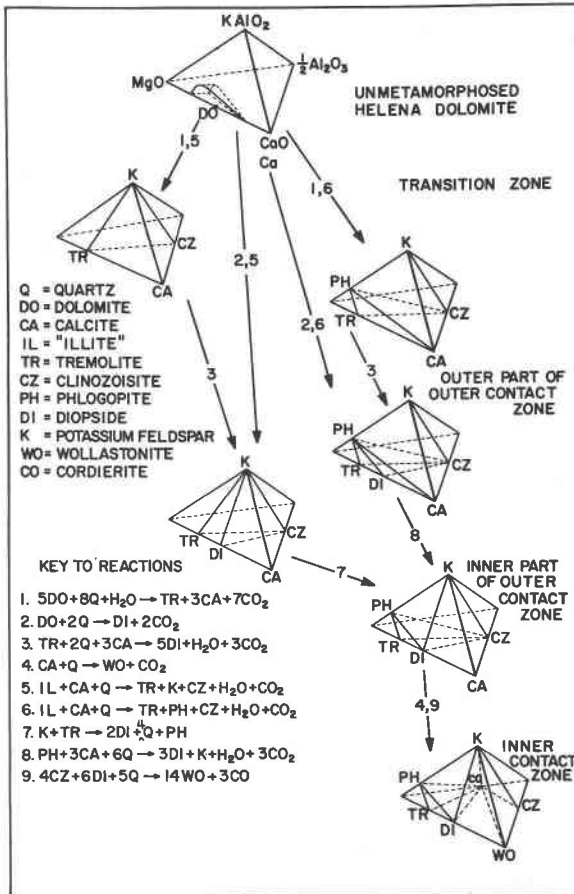 KAlO₂
½Al₂O₃
MgO
DO
CaO
Ca
UNMETAMORPHOSED
HELENA DOLOMITE
1,5
1,6
TRANSITION ZONE
K
TR
CZ
CA
2,5
2,6
K
PH
TR
CZ
CA
Q = QUARTZ
DO = DOLOMITE
CA = CALCITE
IL = "ILLITE"
TR = TREMOLITE
CZ = CLINOZOISITE
PH = PHLOGOPITE
DI = DIOPSIDE
K = POTASSIUM FELDSPAR
WO = WOLLASTONITE
CO = CORDIERITE
3
3
OUTER PART OF
OUTER CONTACT
ZONE
K
PH
TR
DI
CZ
CA
K
TR
DI
CZ
CA
7
8
INNER PART
OF OUTER
CONTACT
ZONE
K
PH
TR
DI
CZ
CA
KEY TO REACTIONS
1. 5DO+8Q+H₂O → TR+3CA+7CO₂
2. DO+2Q → DI+2CO₂
3. TR+2Q+3CA → 5DI+H₂O+3CO₂
4. CA+Q → WO+CO₂
5. IL+CA+Q → TR+K+CZ+H₂O+CO₂
6. IL+CA+Q → TR+PH+CZ+H₂O+CO₂
7. K+TR → 2DI+4Q+PH
8. PH+3CA+6Q → 3DI+K+H₂O+3CO₂
9. 4CZ+6DI+5Q → 14WO+3CO
4,9
INNER
CONTACT
ZONE
K
PH
TR
DI
CZ
WO